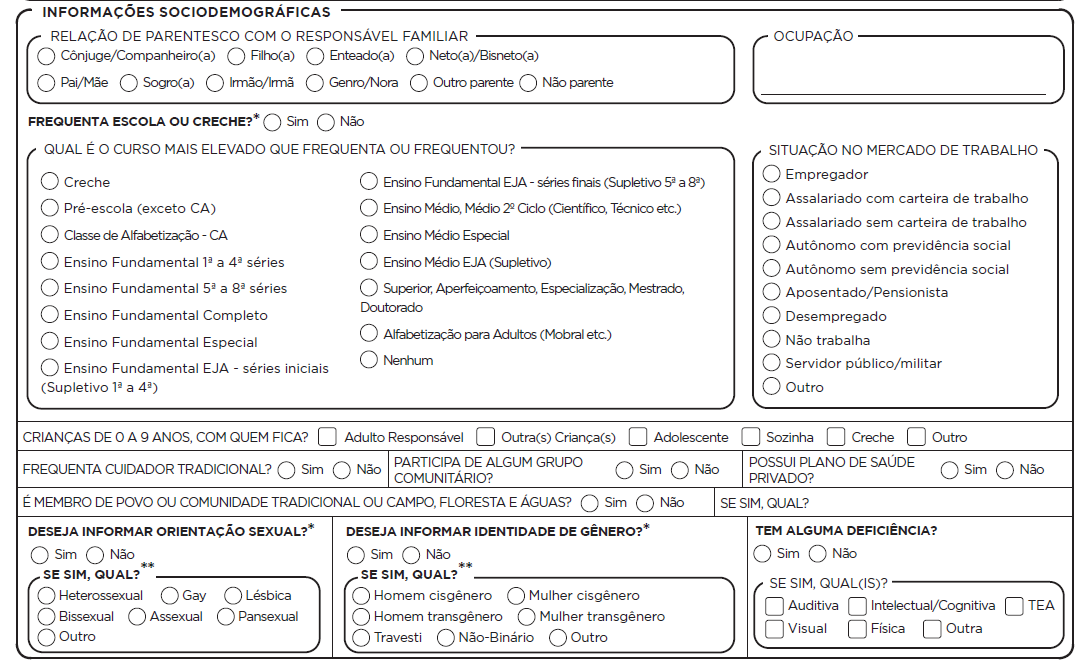 INFORMAÇÕES SOCIODEMOGRÁFICAS
RELAÇÃO DE PARENTESCO COM O RESPONSÁVEL FAMILIAR
Cônjuge/Companheiro(a) Filho(a) Enteado(a) Neto(a)/Bisneto(a)
Pai/Mãe Sogro(a) Irmão/Irmã Genro/Nora Outro parente Não parente
OCUPAÇÃO
FREQUENTA ESCOLA OU CRECHE?* Sim Não
QUAL É O CURSO MAIS ELEVADO QUE FREQUENTA OU FREQUENTOU?
Creche
Pré-escola (exceto CA)
Classe de Alfabetização - CA
Ensino Fundamental 1ª a 4ª séries
Ensino Fundamental 5ª a 8ª séries
Ensino Fundamental Completo
Ensino Fundamental Especial
Ensino Fundamental EJA - séries iniciais
(Supletivo 1ª a 4ª)
Ensino Fundamental EJA - séries finais (Supletivo 5ª a 8ª)
Ensino Médio, Médio 2º Ciclo (Científico, Técnico etc.)
Ensino Médio Especial
Ensino Médio EJA (Supletivo)
Superior, Aperfeiçoamento, Especialização, Mestrado,
Doutorado
Alfabetização para Adultos (Mobral etc.)
Nenhum
SITUAÇÃO NO MERCADO DE TRABALHO
Empregador
Assalariado com carteira de trabalho
Assalariado sem carteira de trabalho
Autônomo com previdência social
Autônomo sem previdência social
Aposentado/Pensionista
Desempregado
Não trabalha
Servidor público/militar
Outro
CRIANÇAS DE 0 A 9 ANOS, COM QUEM FICA? Adulto Responsável Outra(s) Criança(s) Adolescente Sozinha Creche Outro
FREQUENTA CUIDADOR TRADICIONAL? Sim Não
PARTICIPA DE ALGUM GRUPO
COMUNITÁRIO? Sim Não
POSSUI PLANO DE SAÚDE
PRIVADO? Sim Não
É MEMBRO DE POVO OU COMUNIDADE TRADICIONAL OU CAMPO, FLORESTA E ÁGUAS? Sim Não
SE SIM, QUAL?
DESEJA INFORMAR ORIENTAÇÃO SEXUAL?*
Sim Não
SE SIM, QUAL?**
Heterossexual Gay Lésbica
Bissexual Assexual Pansexual
Outro
DESEJA INFORMAR IDENTIDADE DE GÊNERO?*
Sim Não
SE SIM, QUAL?**
Homem cisgênero Mulher cisgênero
Homem transgênero Mulher transgênero
Travesti Não-Binário Outro
TEM ALGUMA DEFICIÊNCIA?
Sim Não
SE SIM, QUAL(IS)?
Auditiva Intelectual/Cognitiva TEA
Visual Física Outra